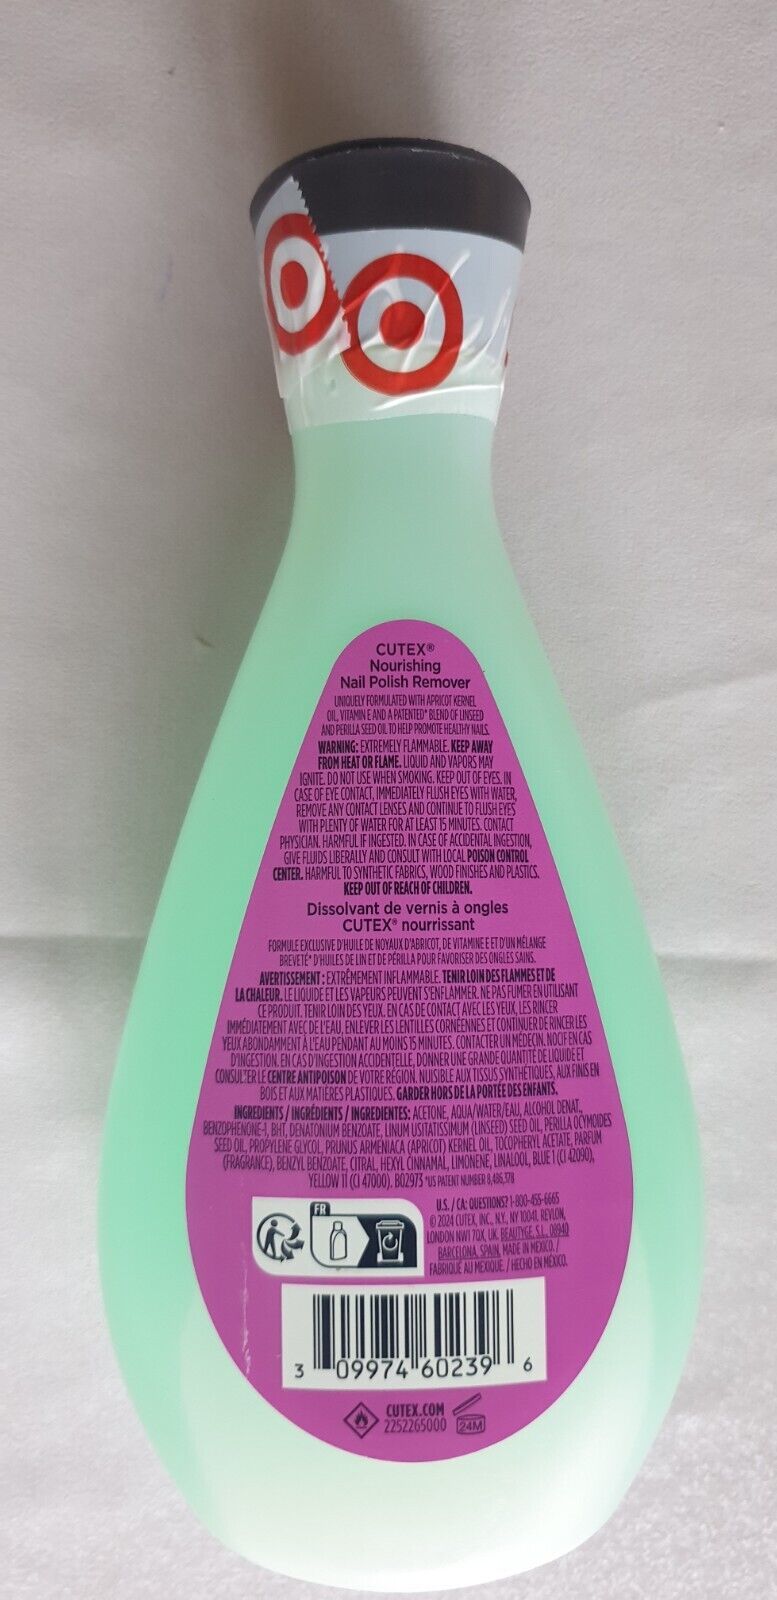 CUTEX®
Nourishing
Nail Polish Remover
UNIQUELY FORMULATED WITH APRICOT KERNEL
OIL, VITAMIN E AND A PATENTED* BLEND OF LINSEED
AND PERILLA SEED OIL TO HELP PROMOTE HEALTHY NAILS.
WARNING: EXTREMELY FLAMMABLE. KEEP AWAY
FROM HEAT OR FLAME. LIQUID AND VAPORS MAY
IGNITE. DO NOT USE WHEN SMOKING. KEEP OUT OF EYES. IN
CASE OF EYE CONTACT, IMMEDIATELY FLUSH EYES WITH WATER,
REMOVE ANY CONTACT LENSES AND CONTINUE TO FLUSH EYES
WITH PLENTY OF WATER FOR AT LEAST 15 MINUTES. CONTACT
PHYSICIAN. HARMFUL IF INGESTED. IN CASE OF ACCIDENTAL INGESTION,
GIVE FLUIDS LIBERALLY AND CONSULT WITH LOCAL POISON CONTROL
CENTER. HARMFUL TO SYNTHETIC FABRICS, WOOD FINISHES AND PLASTICS.
KEEP OUT OF REACH OF CHILDREN.
Dissolvant de vernis à ongles
CUTEX® nourrissant
FORMULE EXCLUSIVE D'HUILE DE NOYAUX D'ABRICOT, DE VITAMINE E ET D'UN MÉLANGE
BREVETÉ* D'HUILES DE LIN ET DE PÉRILLA POUR FAVORISER DES ONGLES SAINS.
AVERTISSEMENT : EXTRÊMEMENT INFLAMMABLE. TENIR LOIN DES FLAMMES ET DE
LA CHALEUR. LE LIQUIDE ET LES VAPEURS PEUVENT S'ENFLAMMER. NE PAS FUMER EN UTILISANT
CE PRODUIT. TENIR LOIN DES YEUX. EN CAS DE CONTACT AVEC LES YEUX, LES RINCER
IMMÉDIATEMENT AVEC DE L'EAU, ENLEVER LES LENTILLES CORNÉENNES ET CONTINUER DE RINCER LES
YEUX ABONDAMMENT À L'EAU PENDANT AU MOINS 15 MINUTES. CONTACTER UN MÉDECIN. NOCIF EN CAS
D'INGESTION. EN CAS D'INGESTION ACCIDENTELLE, DONNER UNE GRANDE QUANTITÉ DE LIQUIDE ET
CONSULTER LE CENTRE ANTIPOISON DE VOTRE RÉGION. NUISIBLE AUX TISSUS SYNTHÉTIQUES, AUX FINIS EN
BOIS ET AUX MATIÈRES PLASTIQUES. GARDER HORS DE LA PORTÉE DES ENFANTS.
INGREDIENTS / INGRÉDIENTS / INGREDIENTES: ACETONE, AQUA/WATER/EAU, ALCOHOL DENAT.,
BENZOPHENONE-1, BHT, DENATONIUM BENZOATE, LINUM USITATISSIMUM (LINSEED) SEED OIL, PERILLA OCYMOIDES
SEED OIL, PROPYLENE GLYCOL, PRUNUS ARMENIACA (APRICOT) KERNEL OIL, TOCOPHERYL ACETATE, PARFUM
(FRAGRANCE), BENZYL BENZOATE, CITRAL, HEXYL CINNAMAL, LIMONENE, LINALOOL, BLUE 1 (CI 42090),
YELLOW 11 (CI 47000). B02973 *US PATENT NUMBER 8,486,378
FR
U.S. / CA: QUESTIONS? 1-800-455-6665
© 2024 CUTEX, INC. N.Y., NY 10041, REVLON,
LONDON NW1 7QX, UK. BEAUTYGE, S.L., 08940
BARCELONA, SPAIN. MADE IN MEXICO. /
FABRIQUÉ AU MEXIQUE. / HECHO EN MÉXICO.
3 09974 60239 6
CUTEX.COM
2252265000
24M